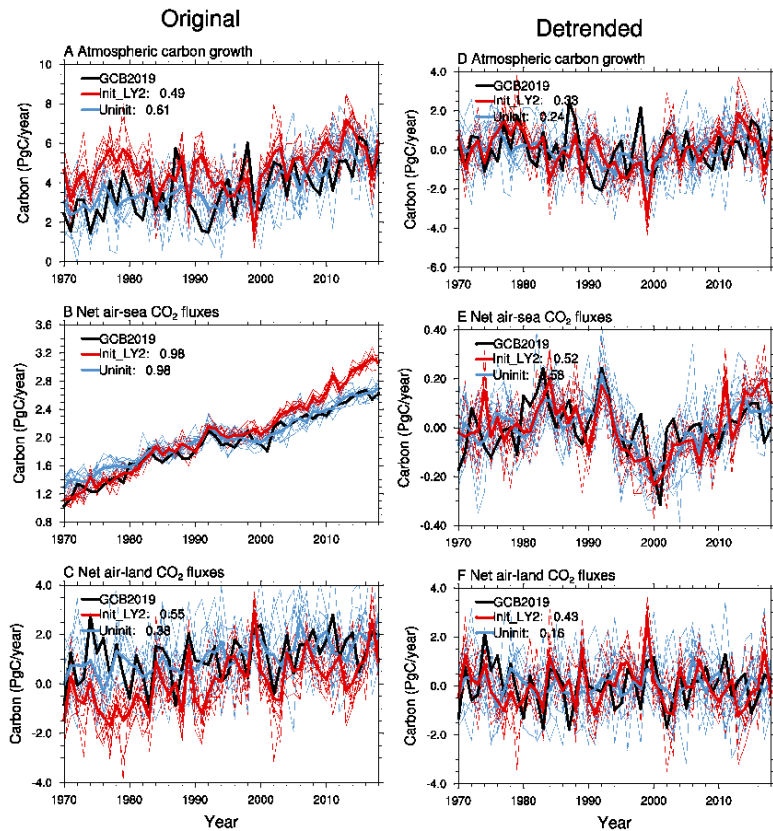 Original
Detrended
A Atmospheric carbon growth
GCB2019
Init_LY2: 0.49
Uninit: 0.61
Carbon (PgC/year)
10
8
6
4
2
0
1970 1980 1990 2000 2010
D Atmospheric carbon growth
GCB2019
Init_LY2: 0.33
Uninit: 0.24
Carbon (PgC/year)
4.0
2.0
0.0
-2.0
-4.0
-6.0
1970 1980 1990 2000 2010
B Net air-sea CO2 fluxes
GCB2019
Init_LY2: 0.98
Uninit: 0.98
Carbon (PgC/year)
3.6
3.2
2.8
2.4
2.0
1.6
1.2
0.8
1970 1980 1990 2000 2010
E Net air-sea CO2 fluxes
GCB2019
Init_LY2: 0.52
Uninit: 0.58
Carbon (PgC/year)
0.40
0.20
0.00
-0.20
-0.40
1970 1980 1990 2000 2010
C Net air-land CO2 fluxes
GCB2019
Init_LY2: 0.55
Uninit: 0.38
Carbon (PgC/year)
4.0
2.0
0.0
-2.0
-4.0
1970 1980 1990 2000 2010
Year
F Net air-land CO2 fluxes
GCB2019
Init_LY2: 0.43
Uninit: 0.16
Carbon (PgC/year)
4.0
2.0
0.0
-2.0
-4.0
1970 1980 1990 2000 2010
Year